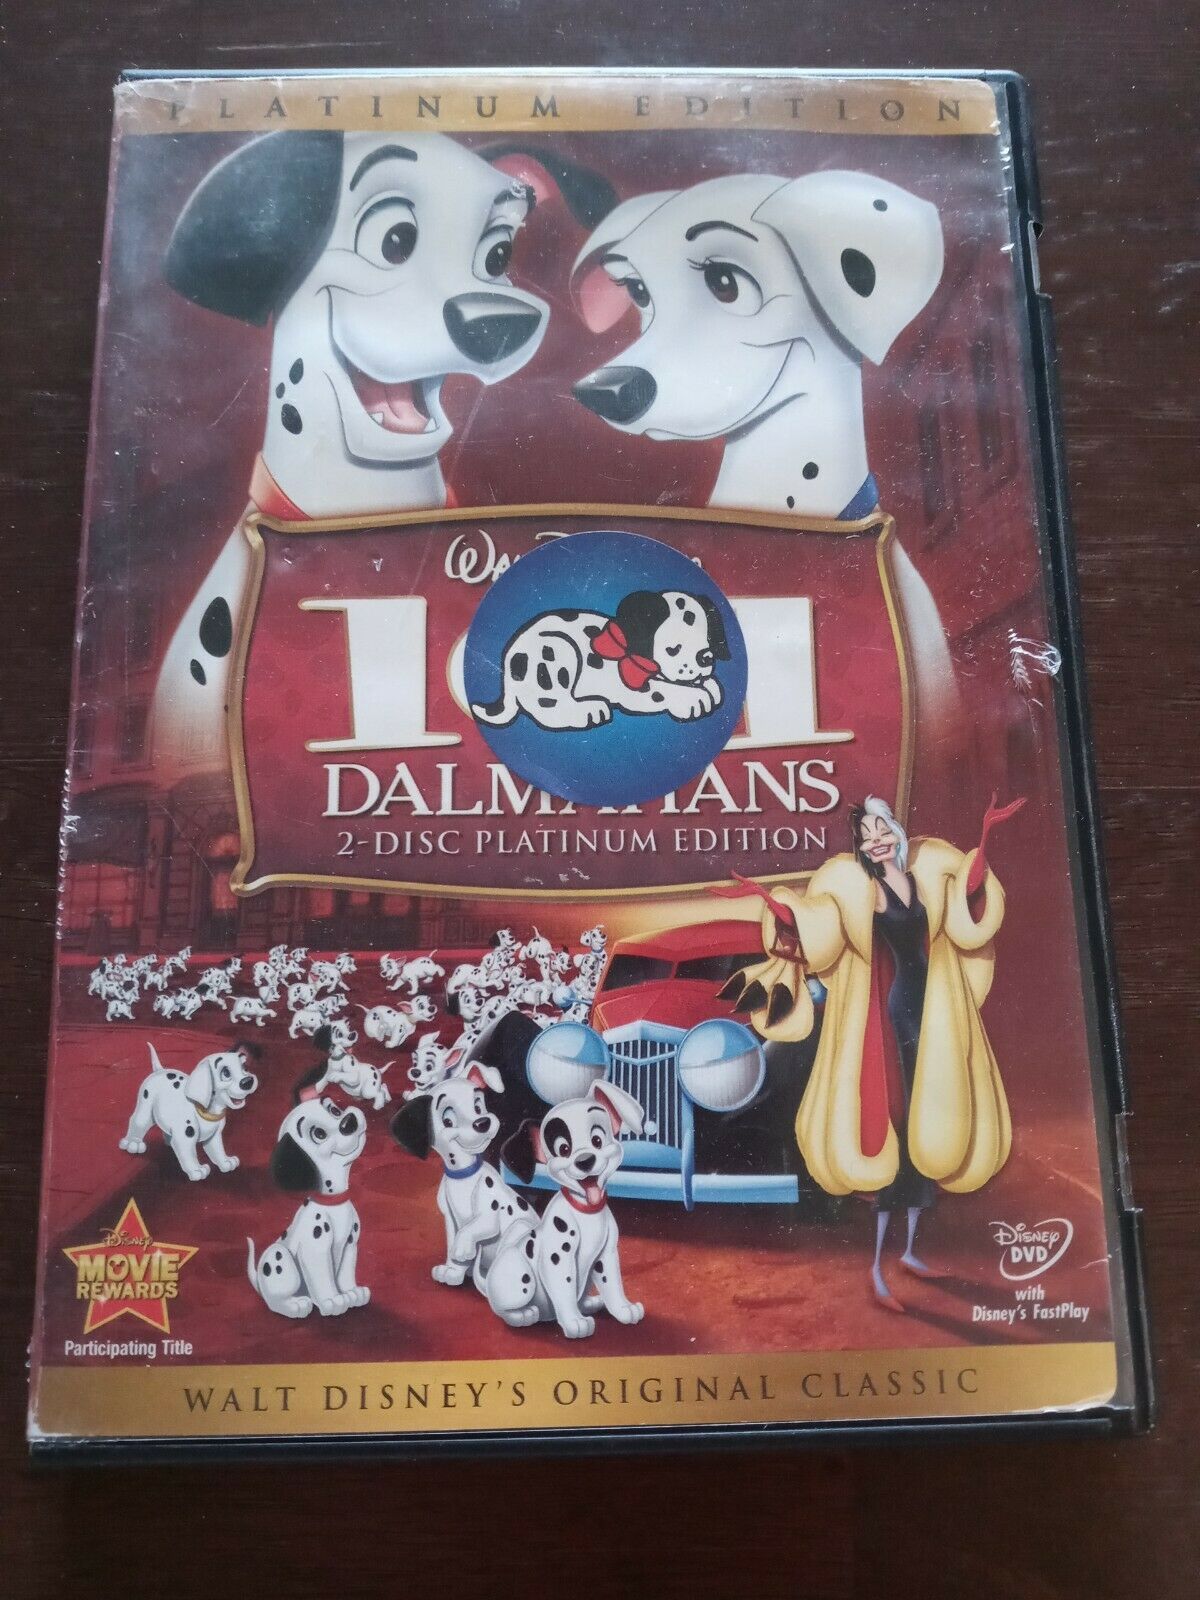 PLATINUM EDITION
101
DALMATIANS
2-DISC PLATINUM EDITION
Disney
MOVIE
REWARDS
Participating Title
Disney
DVD
with
Disney's FastPlay
WALT DISNEY'S ORIGINAL CLASSIC